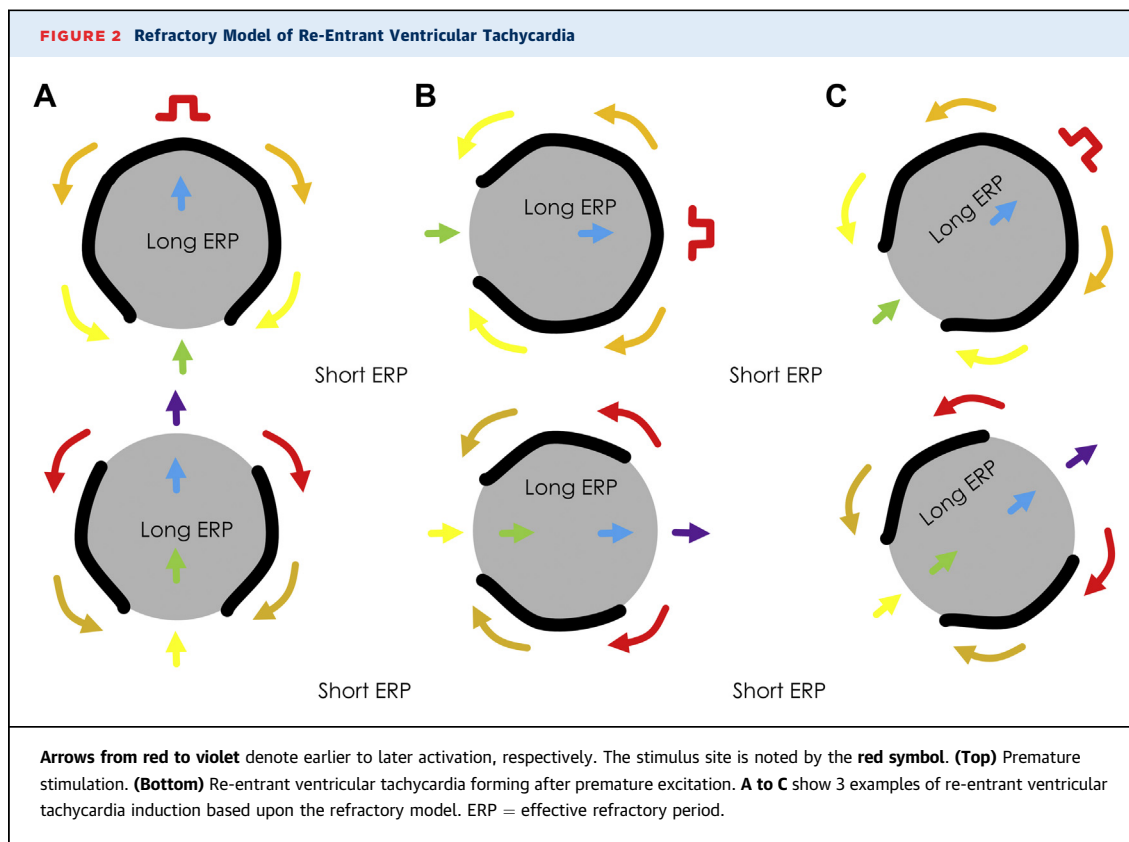 FIGURE 2 Refractory Model of Re-Entrant Ventricular Tachycardia
A
B
C
Long ERP
Long ERP
Long ERP
Short ERP
Short ERP
Long ERP
Long ERP
Long ERP
Short ERP
Short ERP
Arrows from red to violet denote earlier to later activation, respectively. The stimulus site is noted by the red symbol. (Top) Premature
stimulation. (Bottom) Re-entrant ventricular tachycardia forming after premature excitation. A to C show 3 examples of re-entrant ventricular
tachycardia induction based upon the refractory model. ERP = effective refractory period.